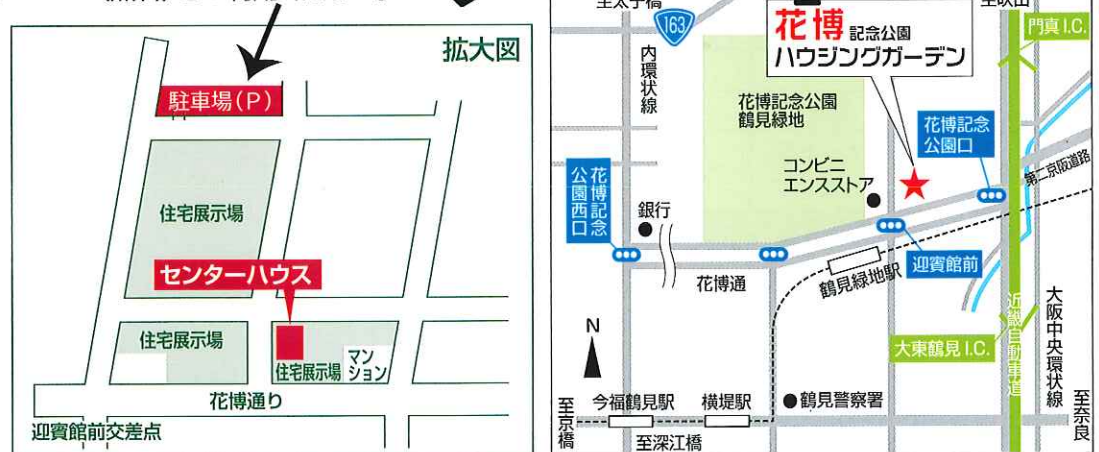 拡大図
駐車場(P)
住宅展示場
センターハウス
住宅展示場
住宅展示場
マン
ション
花博通り
迎賓館前交差点
至太子橋
163
至吹田
門真I.C.
花博記念公園
ハウジングガーデン
内環状線
花博記念公園
鶴見緑地
花博記念
公園口
コンビニ
エンスストア
第二京阪道路
花博記念
公園西口
銀行
迎賓館前
花博通
鶴見緑地駅
N
近畿自動車道
大阪中央環状線
大東鶴見I.C.
至京橋
今福鶴見駅
横堤駅
鶴見警察署
至奈良
至深江橋